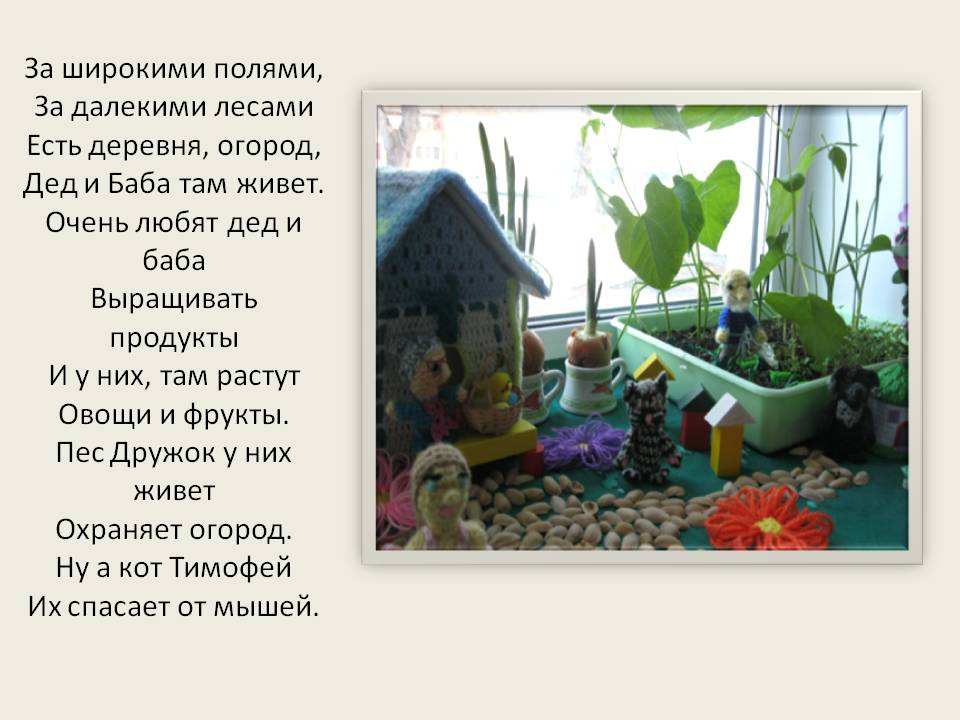 За широкими полями,
За далекими лесами
Есть деревня, огород,
Дед и Баба там живет.
Очень любят дед и
баба
Выращивать
продукты
И у них, там растут
Овощи и фрукты.
Пес Дружок у них
живет
Охраняет огород.
Ну а кот Тимофей
Их спасает от мышей.